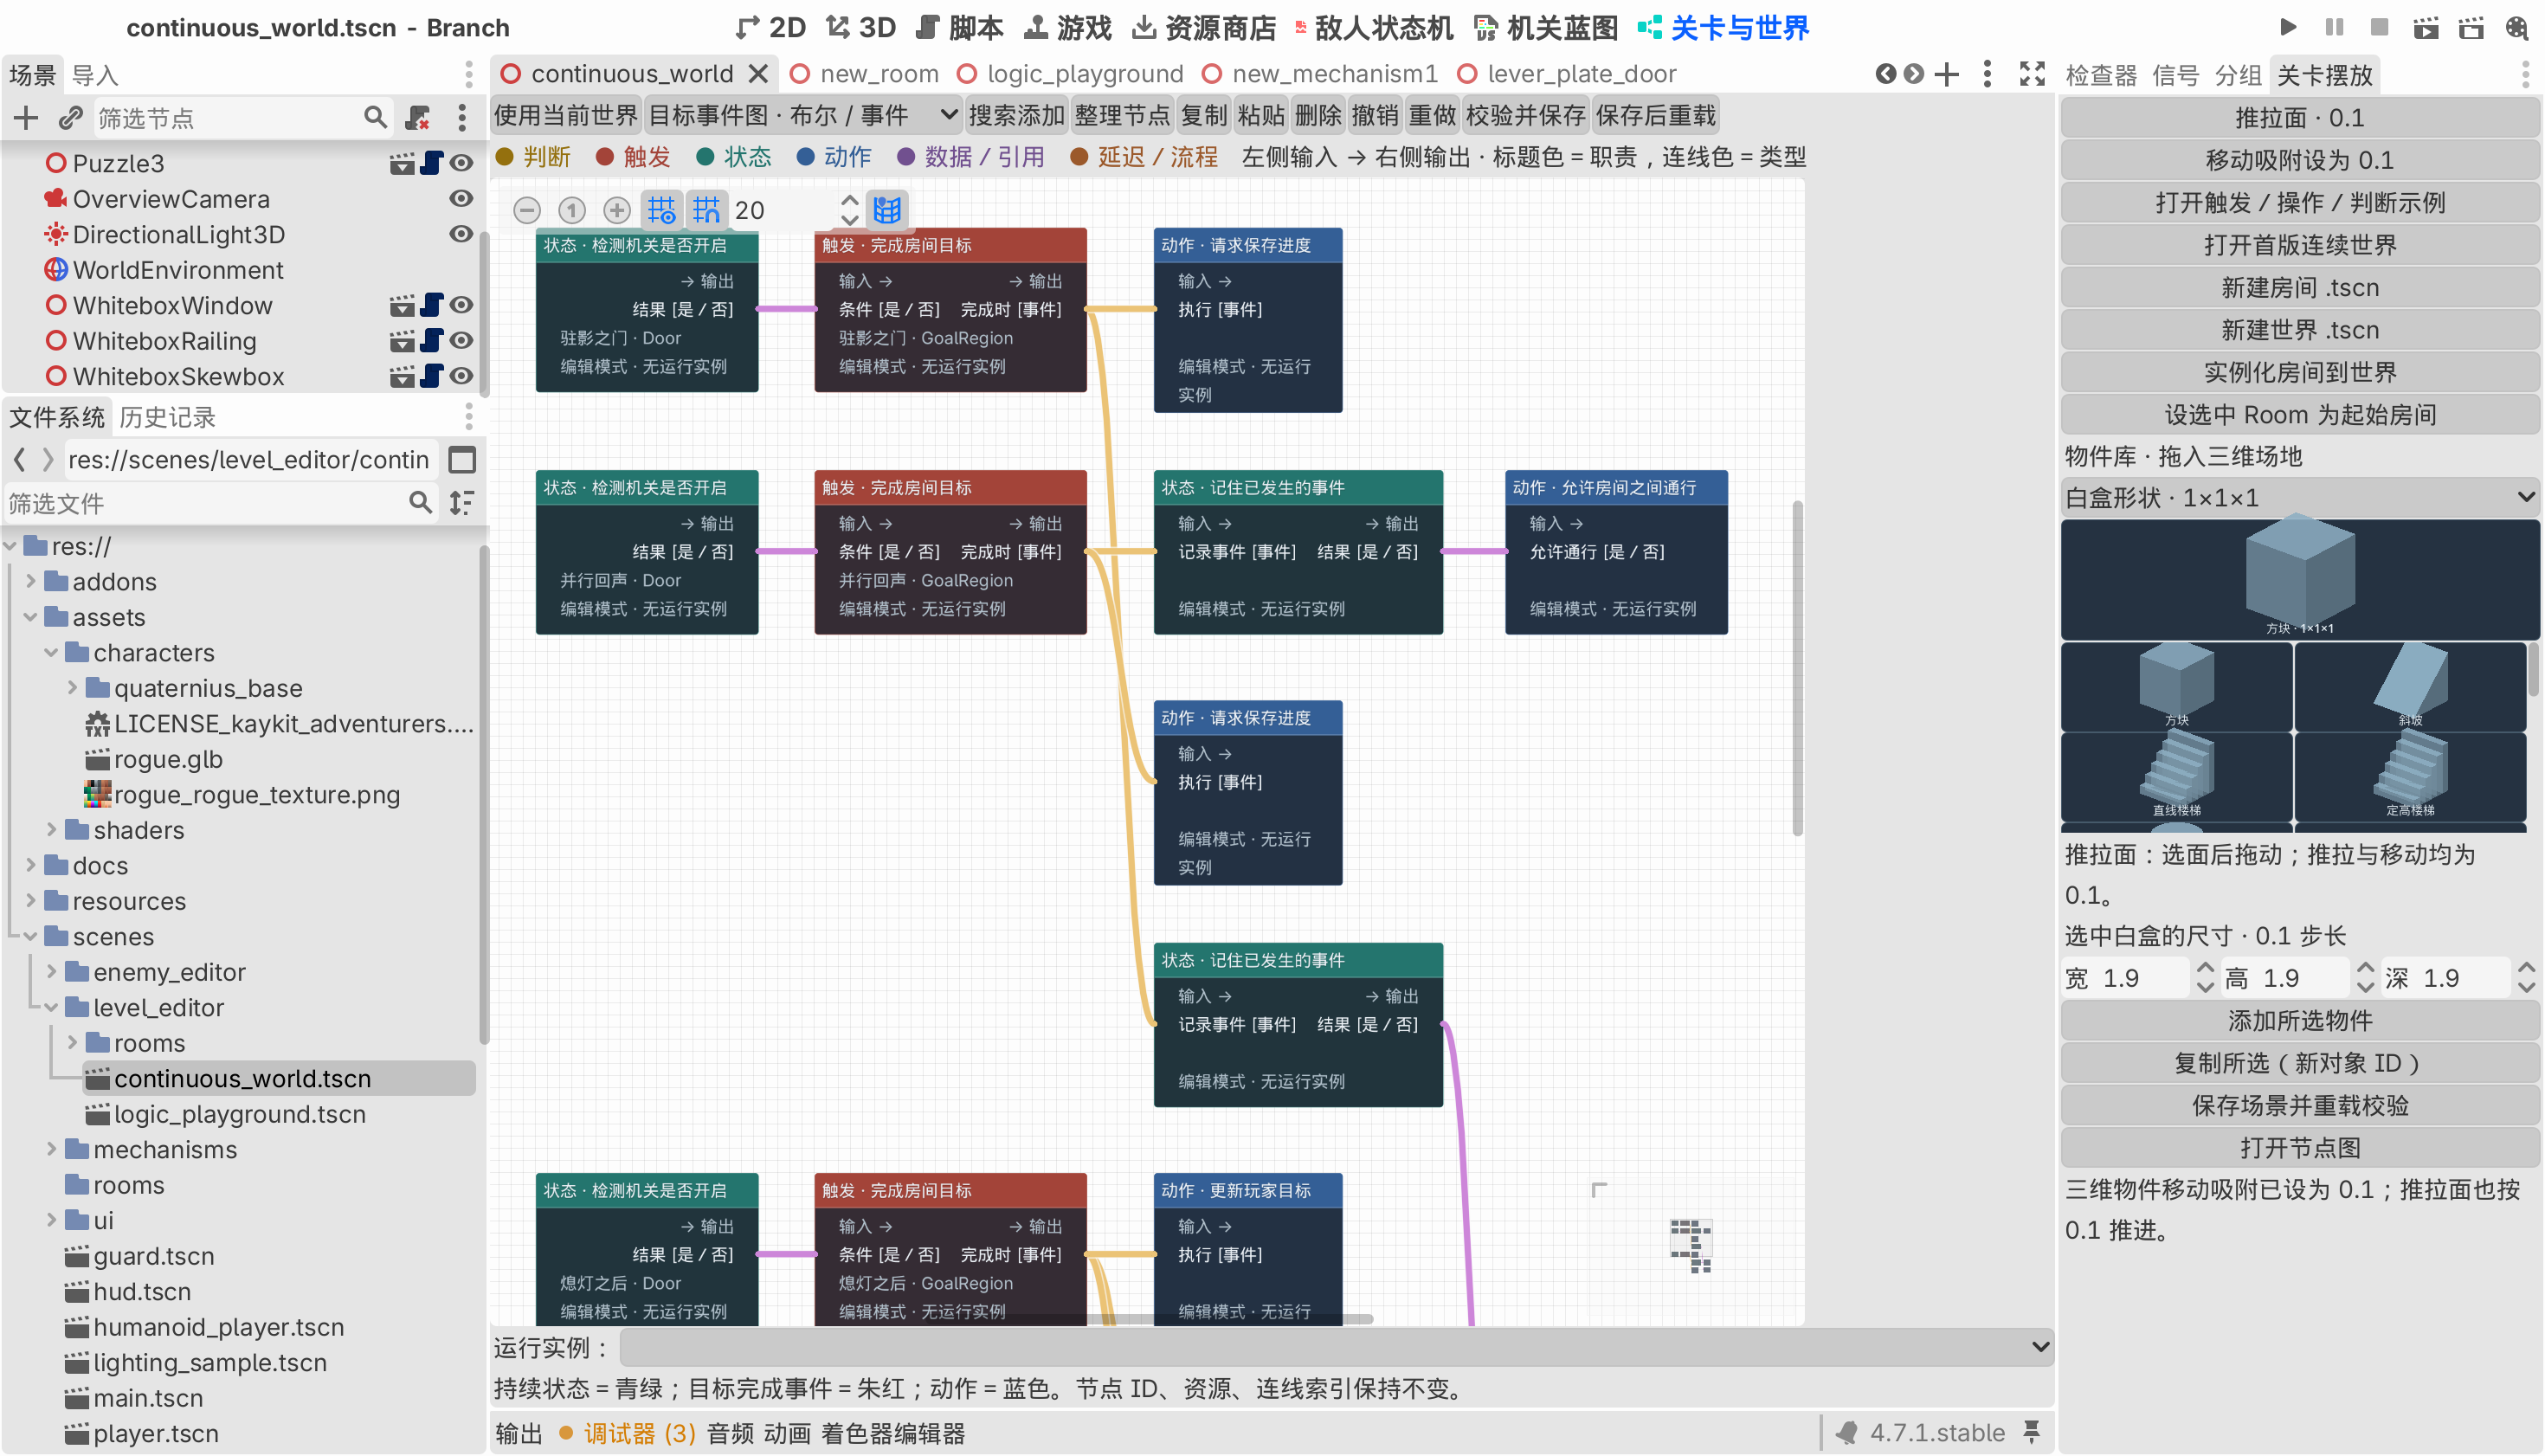 continuous_world.tscn - Branch
2D 3D 脚本 游戏 资源商店 敌人状态机 机关蓝图 关卡与世界
场景 导入
筛选节点
Puzzle3
OverviewCamera
DirectionalLight3D
WorldEnvironment
WhiteboxWindow
WhiteboxRailing
WhiteboxSkewbox
文件系统 历史记录
res://scenes/level_editor/contin
筛选文件
res://
addons
assets
characters
quaternius_base
LICENSE_kaykit_adventurers....
rogue.glb
rogue_rogue_texture.png
shaders
docs
resources
scenes
enemy_editor
level_editor
rooms
continuous_world.tscn
logic_playground.tscn
mechanisms
rooms
ui
guard.tscn
hud.tscn
humanoid_player.tscn
lighting_sample.tscn
main.tscn
player.tscn
continuous_world new_room logic_playground new_mechanism1 lever_plate_door
使用当前世界 目标事件图 · 布尔 / 事件 搜索添加 整理节点 复制 粘贴 删除 撤销 重做 校验并保存 保存后重载
判断 触发 状态 动作 数据 / 引用 延迟 / 流程 左侧输入 → 右侧输出 · 标题色 = 职责，连线色 = 类型
1 20
状态 · 检测机关是否开启
→ 输出
结果 [是 / 否]
驻影之门 · Door
编辑模式 · 无运行实例
触发 · 完成房间目标
输入 → → 输出
条件 [是 / 否] 完成时 [事件]
驻影之门 · GoalRegion
编辑模式 · 无运行实例
动作 · 请求保存进度
输入 →
执行 [事件]
编辑模式 · 无运行
实例
状态 · 检测机关是否开启
→ 输出
结果 [是 / 否]
并行回声 · Door
编辑模式 · 无运行实例
触发 · 完成房间目标
输入 → → 输出
条件 [是 / 否] 完成时 [事件]
并行回声 · GoalRegion
编辑模式 · 无运行实例
状态 · 记住已发生的事件
输入 → → 输出
记录事件 [事件] 结果 [是 / 否]
编辑模式 · 无运行实例
动作 · 允许房间之间通行
输入 →
允许通行 [是 / 否]
编辑模式 · 无运行实例
动作 · 请求保存进度
输入 →
执行 [事件]
编辑模式 · 无运行
实例
状态 · 记住已发生的事件
输入 → → 输出
记录事件 [事件] 结果 [是 / 否]
编辑模式 · 无运行实例
状态 · 检测机关是否开启
→ 输出
结果 [是 / 否]
熄灯之后 · Door
编辑模式 · 无运行实例
触发 · 完成房间目标
输入 → → 输出
条件 [是 / 否] 完成时 [事件]
熄灯之后 · GoalRegion
编辑模式 · 无运行实例
动作 · 更新玩家目标
输入 →
执行 [事件]
编辑模式 · 无运行
运行实例：
持续状态 = 青绿；目标完成事件 = 朱红；动作 = 蓝色。节点 ID、资源、连线索引保持不变。
输出 调试器 (3) 音频 动画 着色器编辑器 4.7.1.stable
检查器 信号 分组 关卡摆放
推拉面 · 0.1
移动吸附设为 0.1
打开触发 / 操作 / 判断示例
打开首版连续世界
新建房间 .tscn
新建世界 .tscn
实例化房间到世界
设选中 Room 为起始房间
物件库 · 拖入三维场地
白盒形状 · 1×1×1
方块 · 1×1×1
方块 斜坡
直线楼梯 定高楼梯
推拉面：选面后拖动；推拉与移动均为
0.1。
选中白盒的尺寸 · 0.1 步长
宽 1.9 高 1.9 深 1.9
添加所选物件
复制所选（新对象 ID）
保存场景并重载校验
打开节点图
三维物件移动吸附已设为 0.1；推拉面也按
0.1 推进。